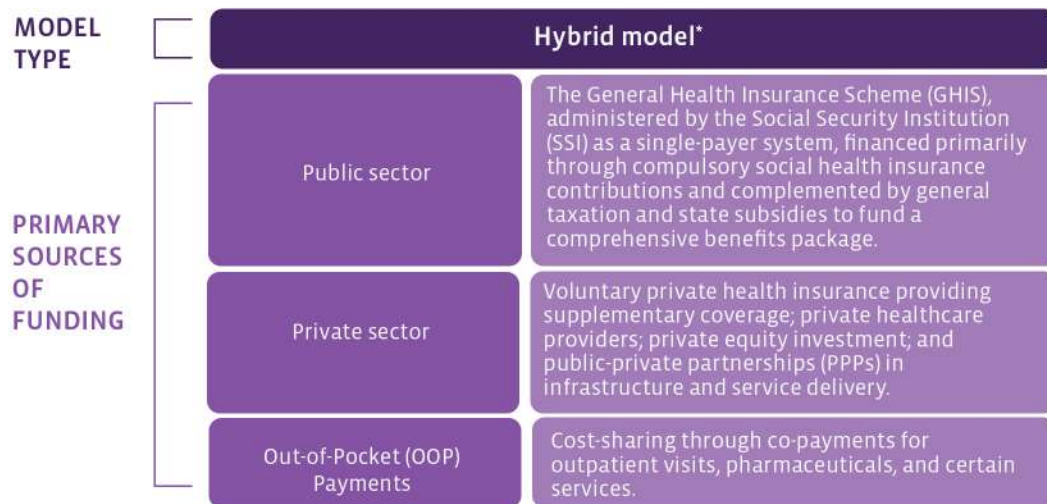 MODEL
TYPE
Hybrid model*
PRIMARY
SOURCES
OF
FUNDING
Public sector
The General Health Insurance Scheme (GHIS),
administered by the Social Security Institution
(SSI) as a single-payer system, financed primarily
through compulsory social health insurance
contributions and complemented by general
taxation and state subsidies to fund a
comprehensive benefits package.
Private sector
Voluntary private health insurance providing
supplementary coverage; private healthcare
providers; private equity investment; and
public-private partnerships (PPPs) in
infrastructure and service delivery.
Out-of-Pocket (OOP)
Payments
Cost-sharing through co-payments for
outpatient visits, pharmaceuticals, and certain
services.